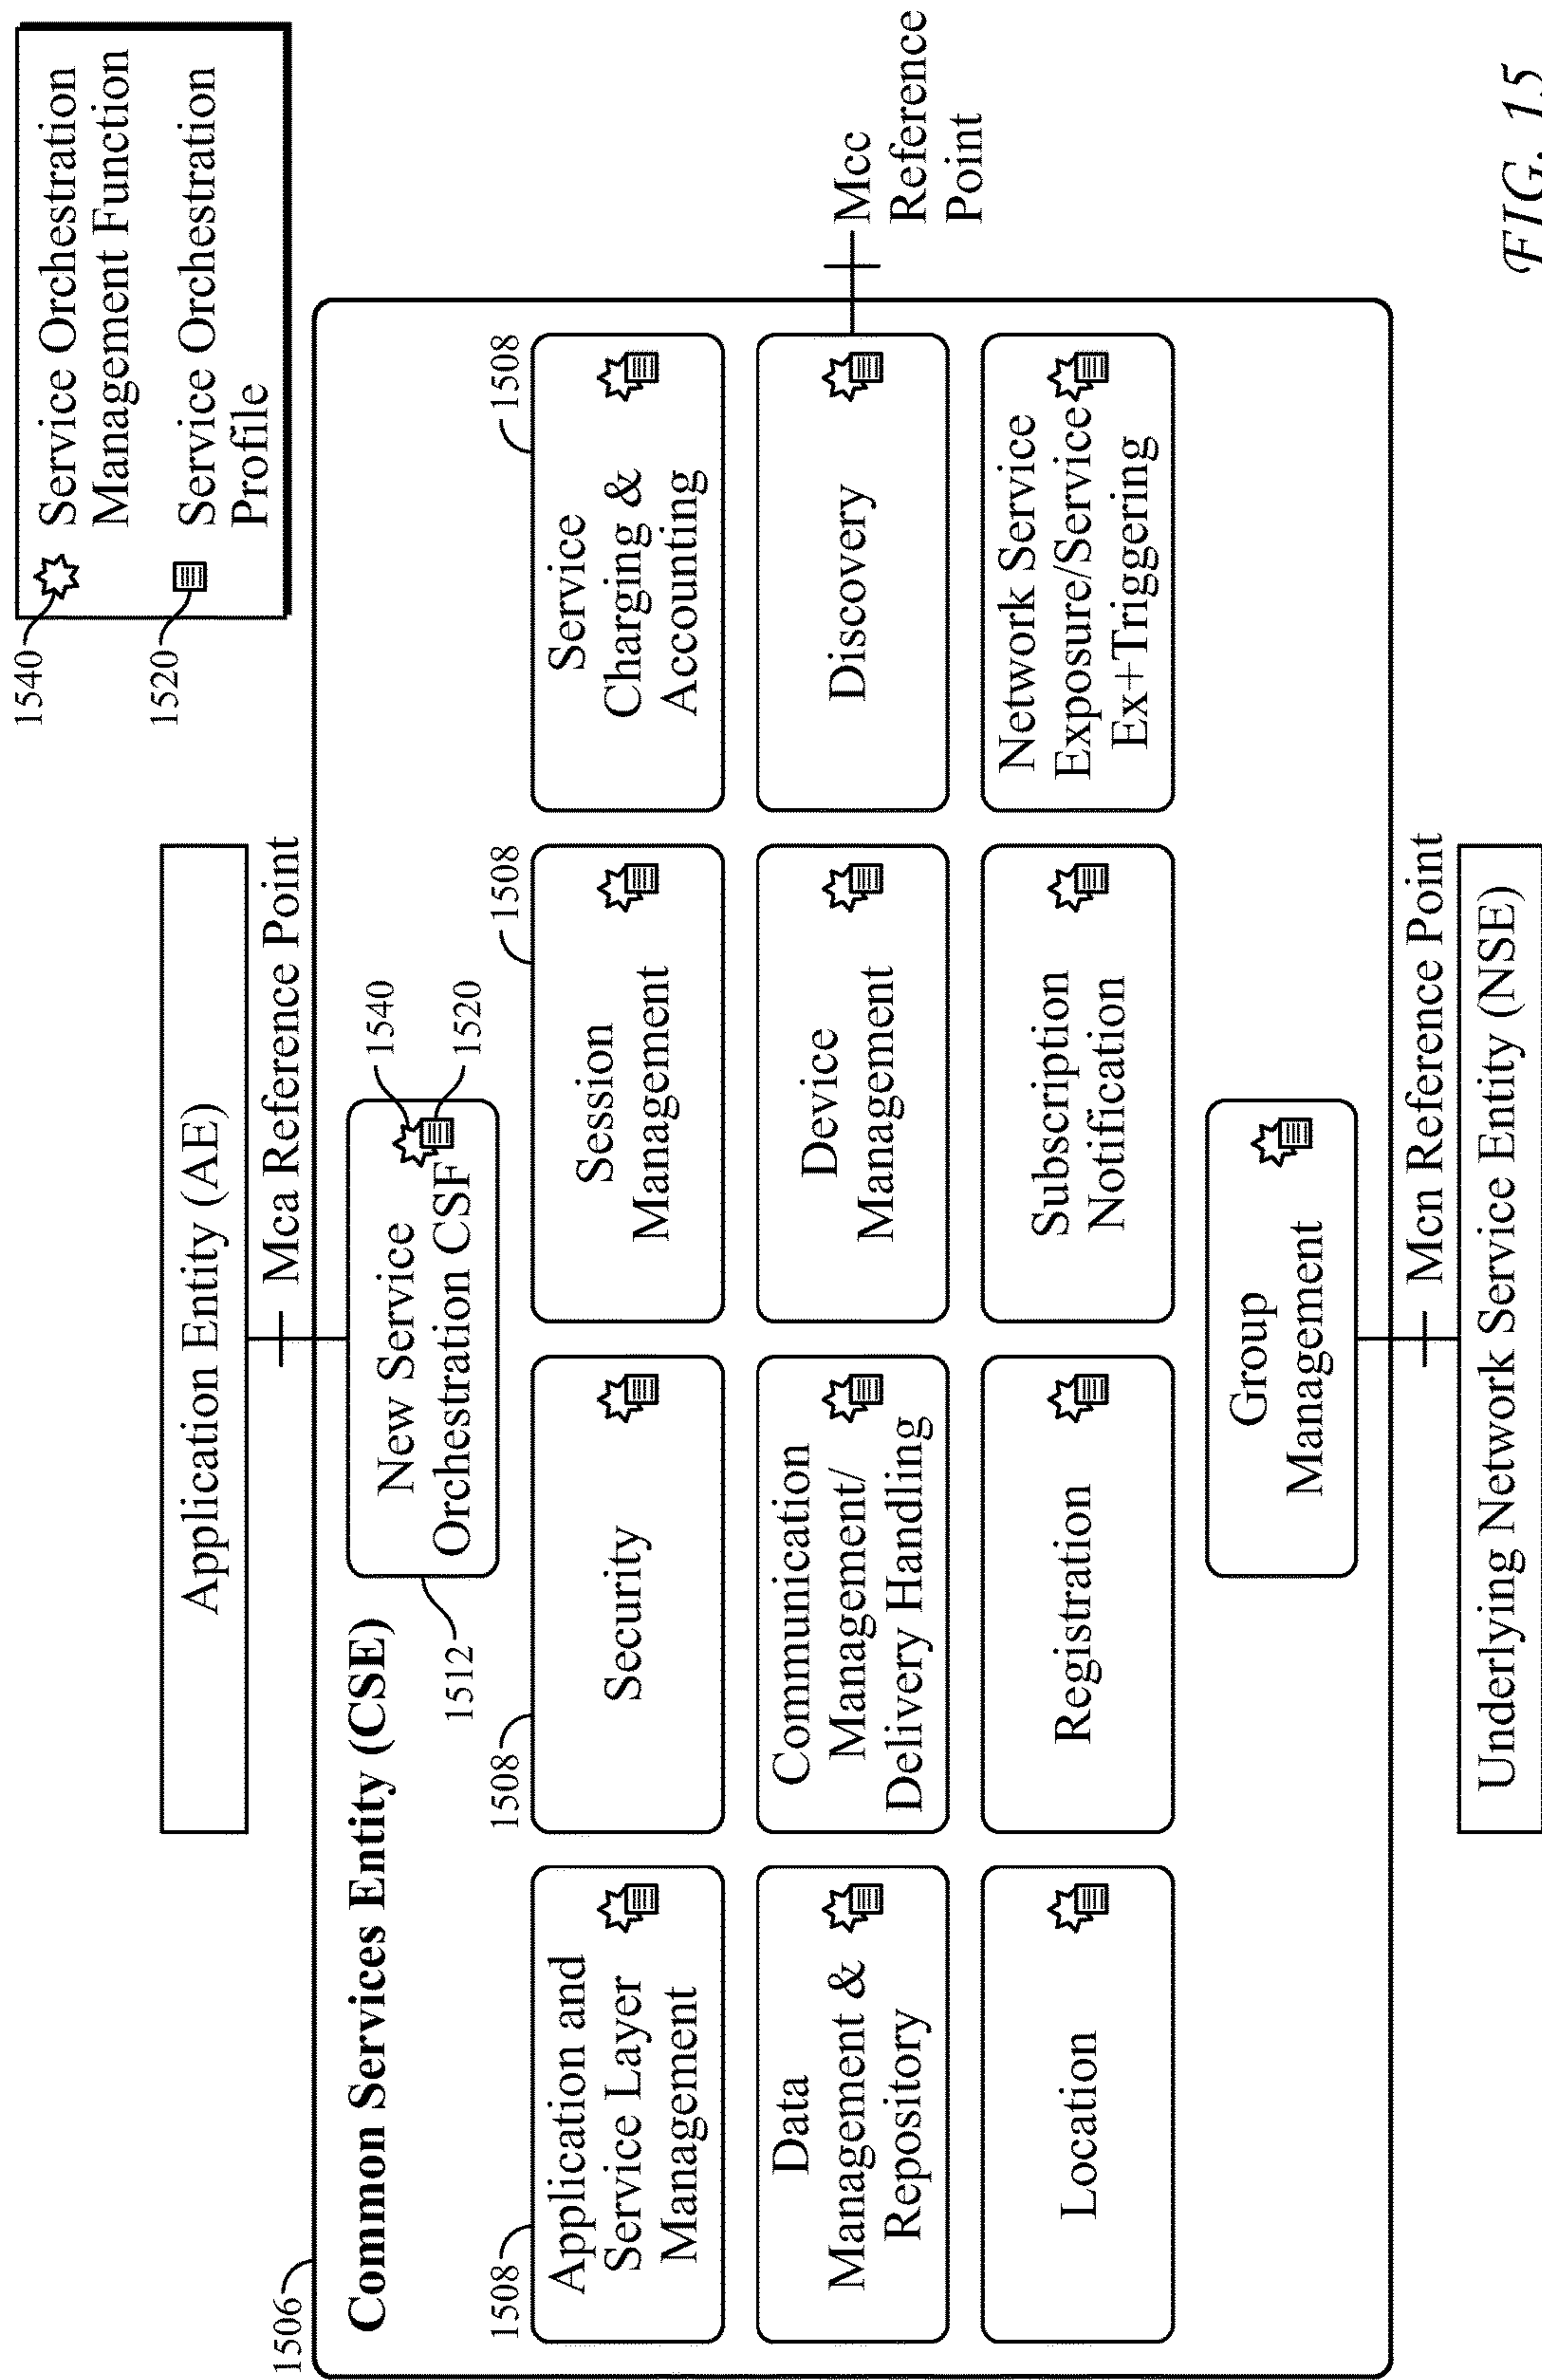 1540
Service Orchestration
Management Function
1520
Service Orchestration
Profile
Application Entity (AE)
Mca Reference Point
1506
Common Services Entity (CSE)
1512
New Service
Orchestration CSF
1540
1520
1508
Application and
Service Layer
Management
1508
Security
1508
Session
Management
1508
Service
Charging &
Accounting
Data
Management &
Repository
Communication
Management/
Delivery Handling
Device
Management
Discovery
Mcc
Reference
Point
Location
Registration
Subscription
Notification
Network Service
Exposure/Service
Ex+Triggering
Group
Management
Mcn Reference Point
Underlying Network Service Entity (NSE)
FIG. 15